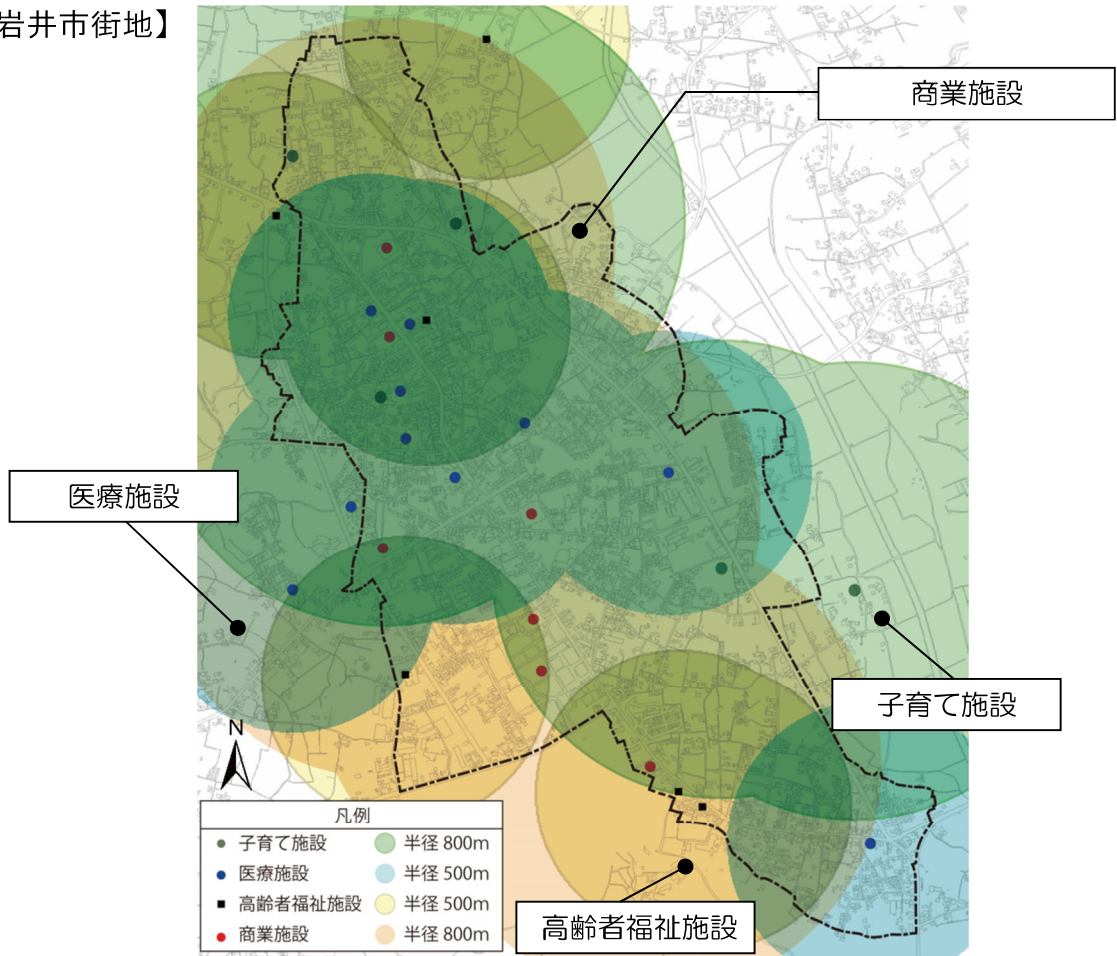 岩井市街地】
商業施設
医療施設
子育て施設
N
凡例
子育て施設 半径 800m
医療施設 半径 500m
高齢者福祉施設 半径 500m
商業施設 半径 800m
高齢者福祉施設